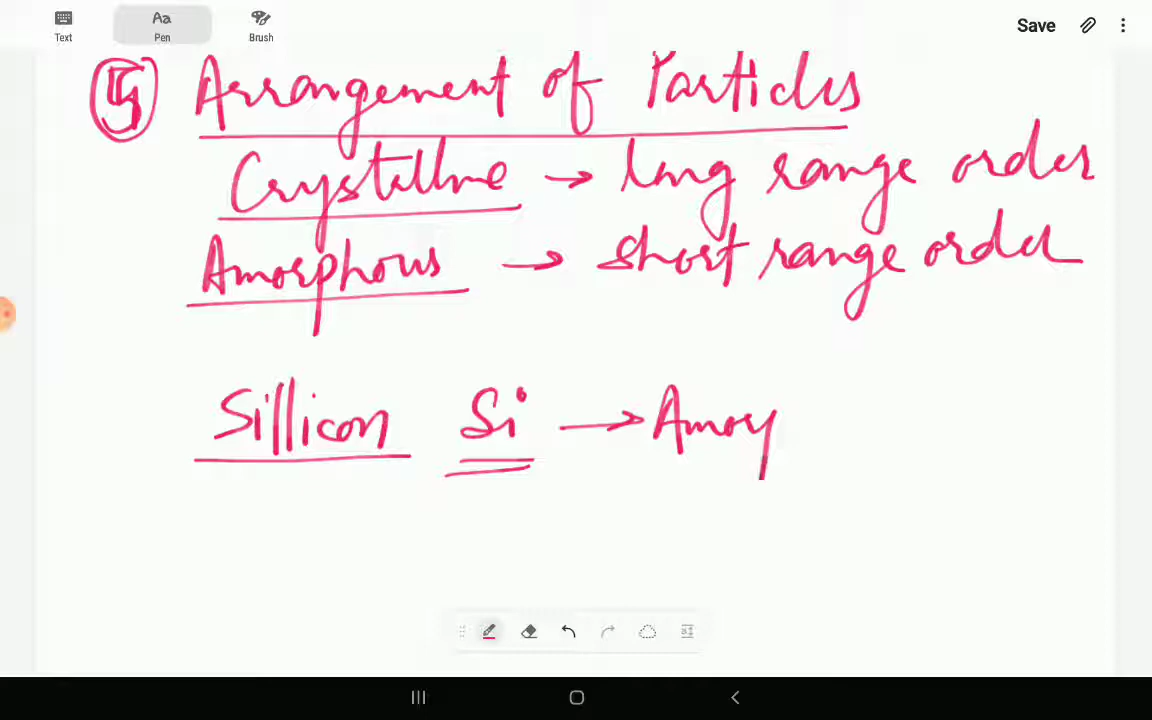 Text
Aa
Pen
Brush
Save
5 Arrangement of Particles
Crystalline → long range order
Amorphous → short range order
Sillicon Si → Amorp